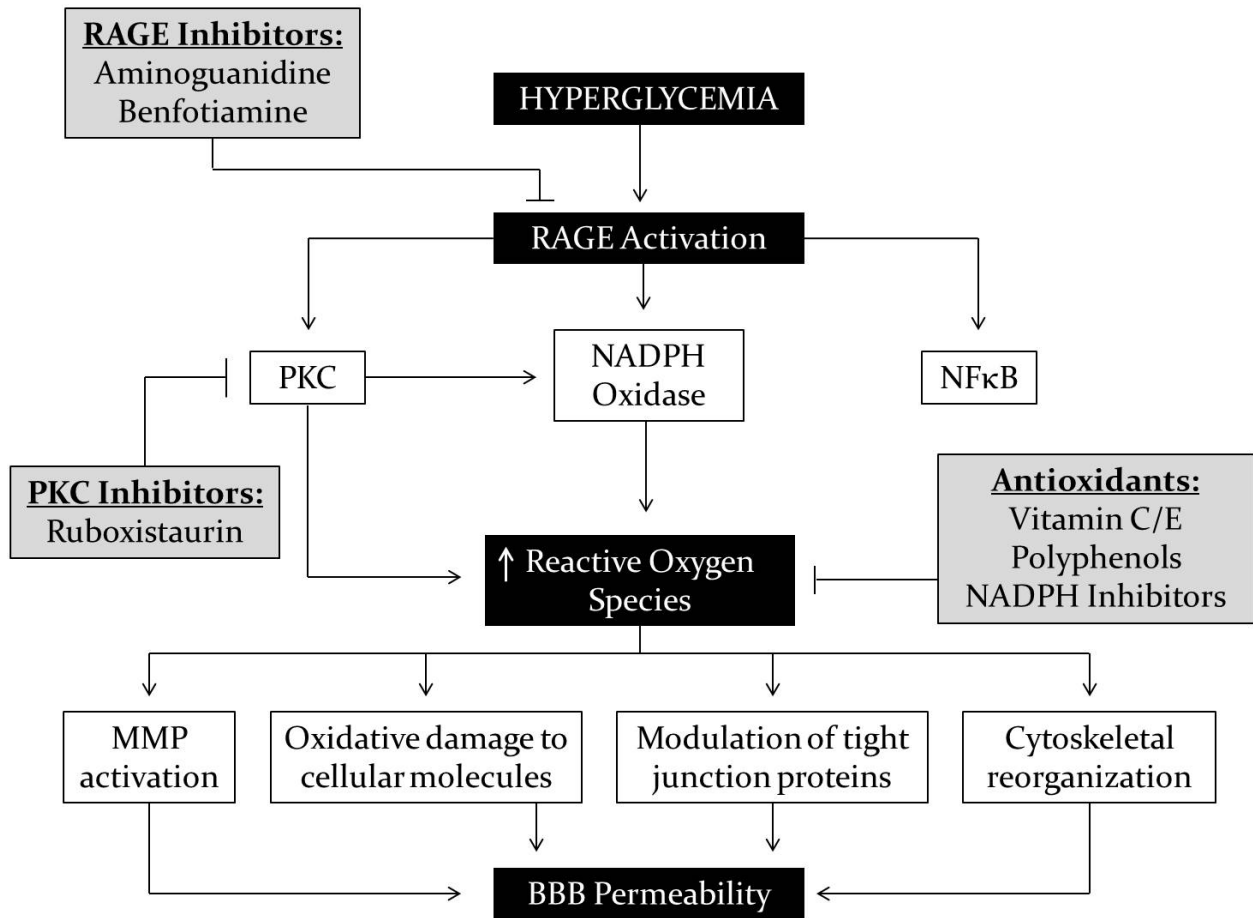 RAGE Inhibitors:
Aminoguanidine
Benfotiamine
HYPERGLYCEMIA
RAGE Activation
PKC
NADPH
Oxidase
NFκB
PKC Inhibitors:
Ruboxistaurin
Antioxidants:
Vitamin C/E
Polyphenols
NADPH Inhibitors
↑ Reactive Oxygen
Species
MMP
activation
Oxidative damage to
cellular molecules
Modulation of tight
junction proteins
Cytoskeletal
reorganization
BBB Permeability